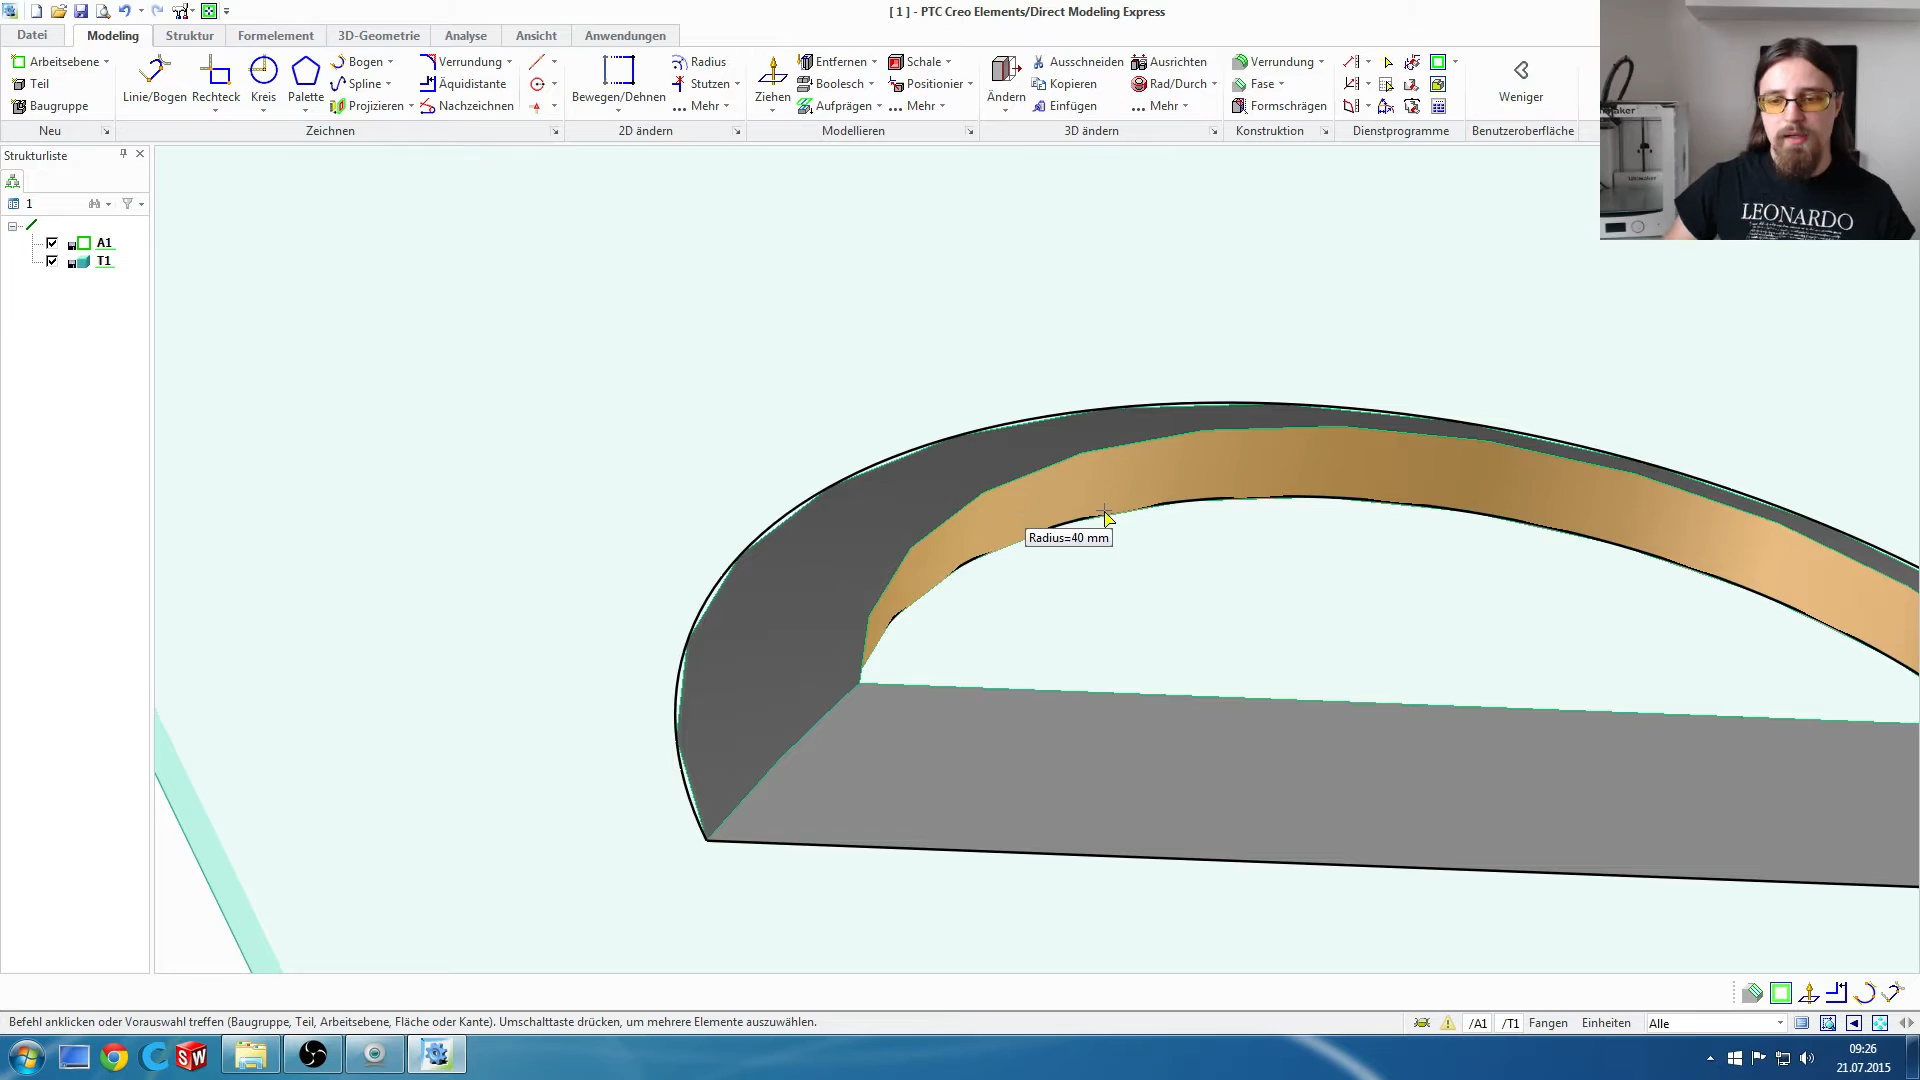 [ 1 ] - PTC Creo Elements/Direct Modeling Express
Datei Modeling Struktur Formelement 3D-Geometrie Analyse Ansicht Anwendungen
Arbeitsebene
Teil
Baugruppe
Neu
Linie/Bogen Rechteck Kreis Palette
Bogen
Spline
Projizieren
Verrundung
Äquidistante
Nachzeichnen
Zeichnen
Bewegen/Dehnen
Radius
Stutzen
Mehr
2D ändern
Ziehen
Entfernen
Boolesch
Aufprägen
Schale
Positionier
Mehr
Modellieren
Ändern
Ausschneiden
Kopieren
Einfügen
Ausrichten
Rad/Durch
Mehr
3D ändern
Verrundung
Fase
Formschrägen
Konstruktion
Dienstprogramme
Weniger
Benutzeroberfläche
Strukturliste
1
A1
T1
Radius=40 mm
LEONARDO
Befehl anklicken oder Vorauswahl treffen (Baugruppe, Teil, Arbeitsebene, Fläche oder Kante). Umschalttaste drücken, um mehrere Elemente auszuwählen.
/A1 /T1 Fangen Einheiten Alle
SW
09:26
21.07.2015